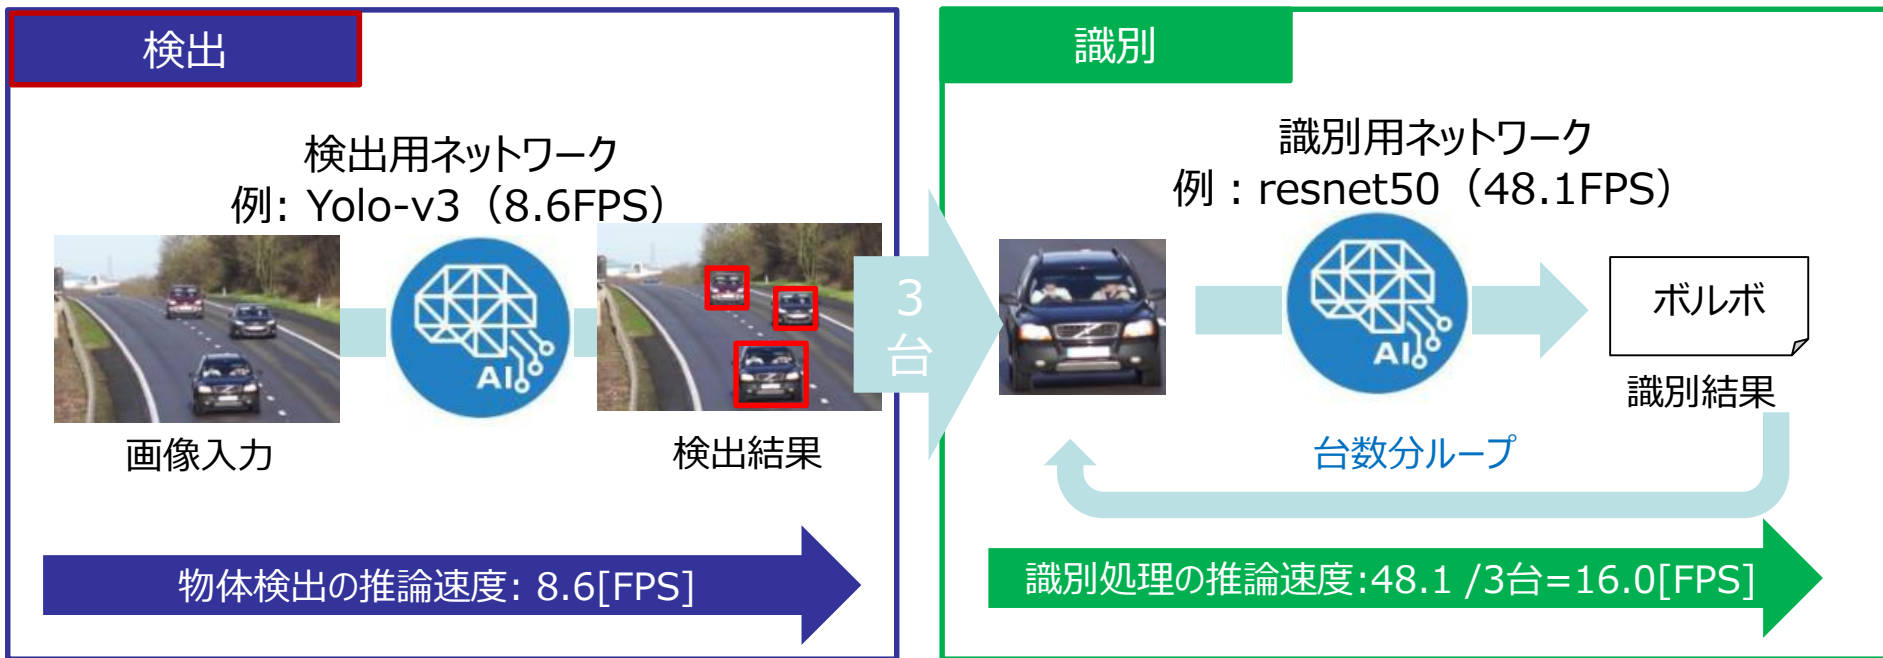 検出
検出用ネットワーク
例: Yolo-v3（8.6FPS）
AI
画像入力
検出結果
物体検出の推論速度: 8.6[FPS]
3
台
識別
識別用ネットワーク
例：resnet50（48.1FPS）
AI
ボルボ
識別結果
台数分ループ
識別処理の推論速度:48.1 /3台=16.0[FPS]